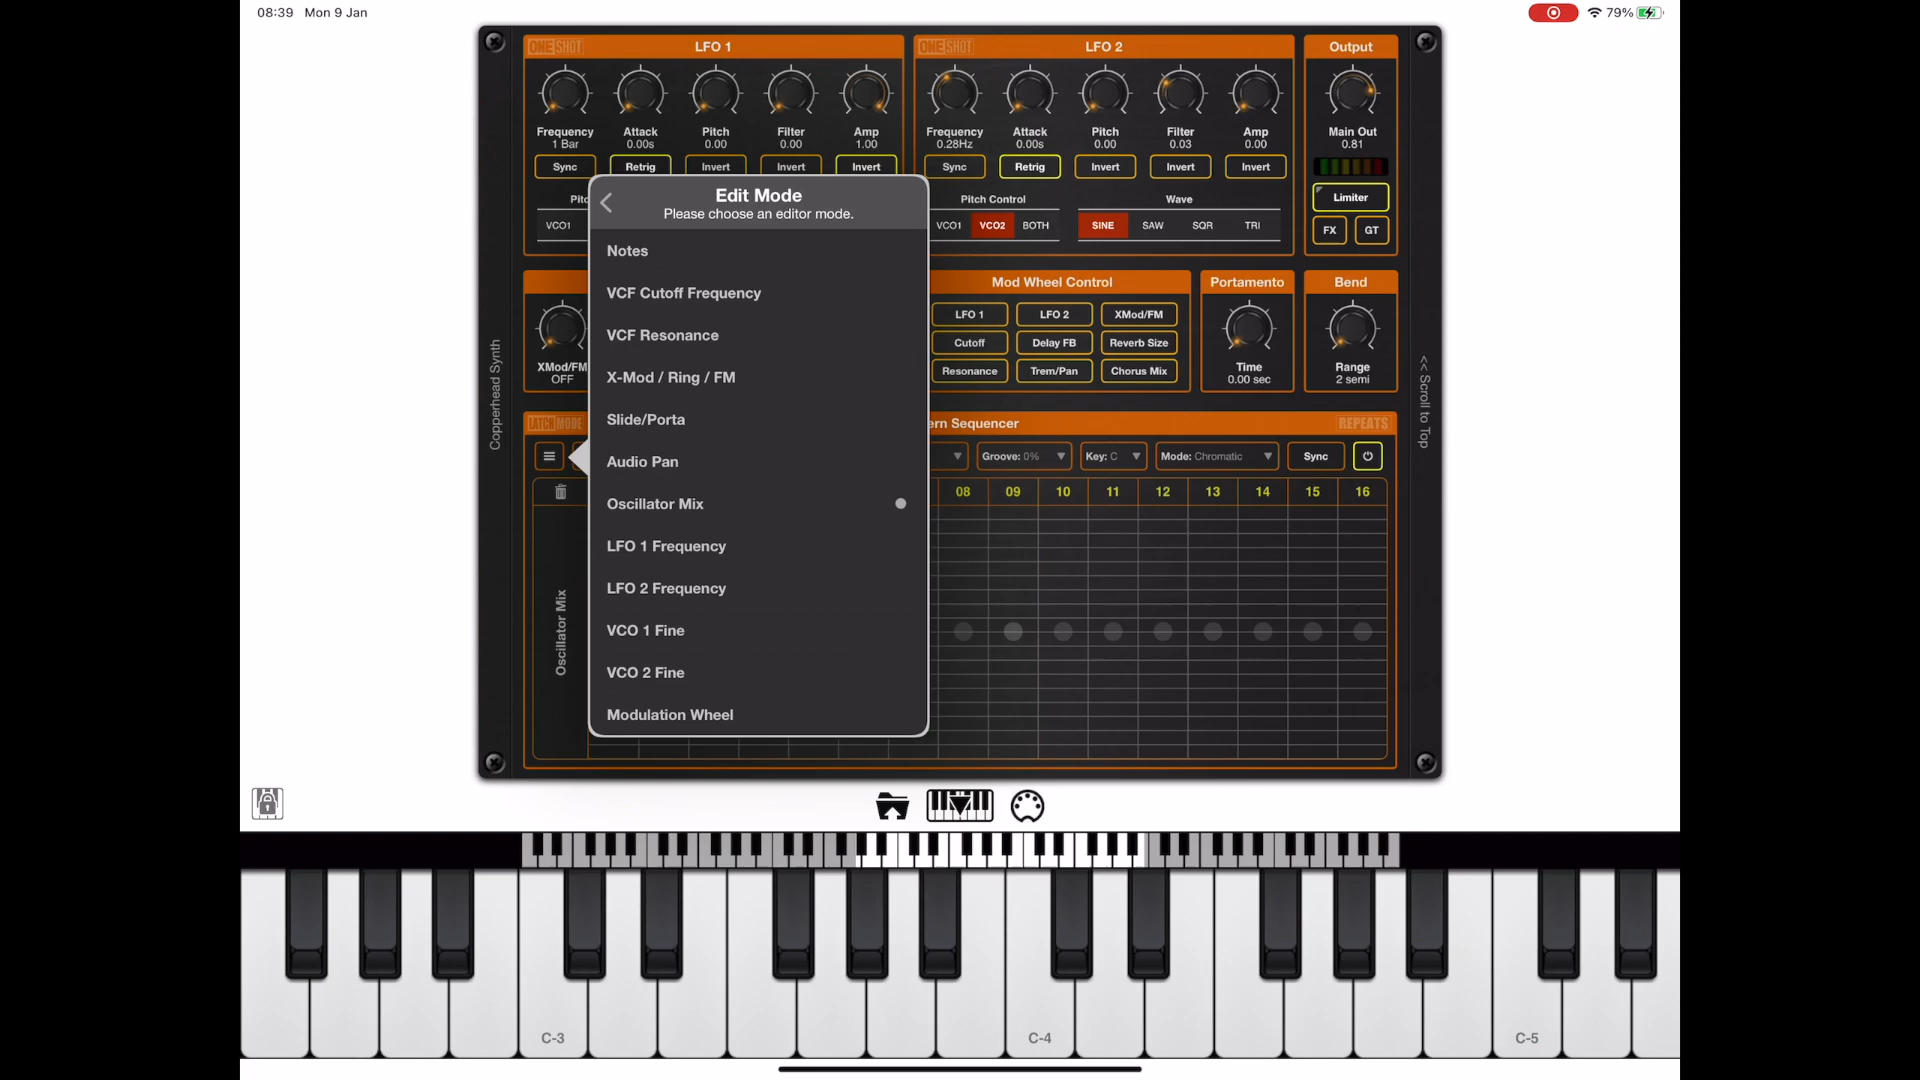 08:39 Mon 9 Jan
79%
ONE SHOT LFO 1
ONE SHOT LFO 2
Output
Frequency Attack Pitch Filter Amp
1 Bar 0.00s 0.00 0.00 1.00
Sync Retrig Invert Invert Invert
Frequency Attack Pitch Filter Amp
0.28Hz 0.00s 0.00 0.03 0.00
Sync Retrig Invert Invert Invert
Main Out
0.81
Limiter
FX GT
VCO1
Pitch Control Wave
VCO1 VCO2 BOTH SINE SAW SQR TRI
Edit Mode
Please choose an editor mode.
Notes
VCF Cutoff Frequency
VCF Resonance
X-Mod / Ring / FM
Slide/Porta
Audio Pan
Oscillator Mix
LFO 1 Frequency
LFO 2 Frequency
VCO 1 Fine
VCO 2 Fine
Modulation Wheel
XMod/FM
OFF
Mod Wheel Control
LFO 1 LFO 2 XMod/FM
Cutoff Delay FB Reverb Size
Resonance Trem/Pan Chorus Mix
Portamento
Time
0.00 sec
Bend
Range
2 semi
Copperhead Synth
<< Scroll to Top
LATCH MODE
Sequencer
REPEATS
Groove: 0% Key: C Mode: Chromatic Sync
08 09 10 11 12 13 14 15 16
Oscillator Mix
C-3 C-4 C-5